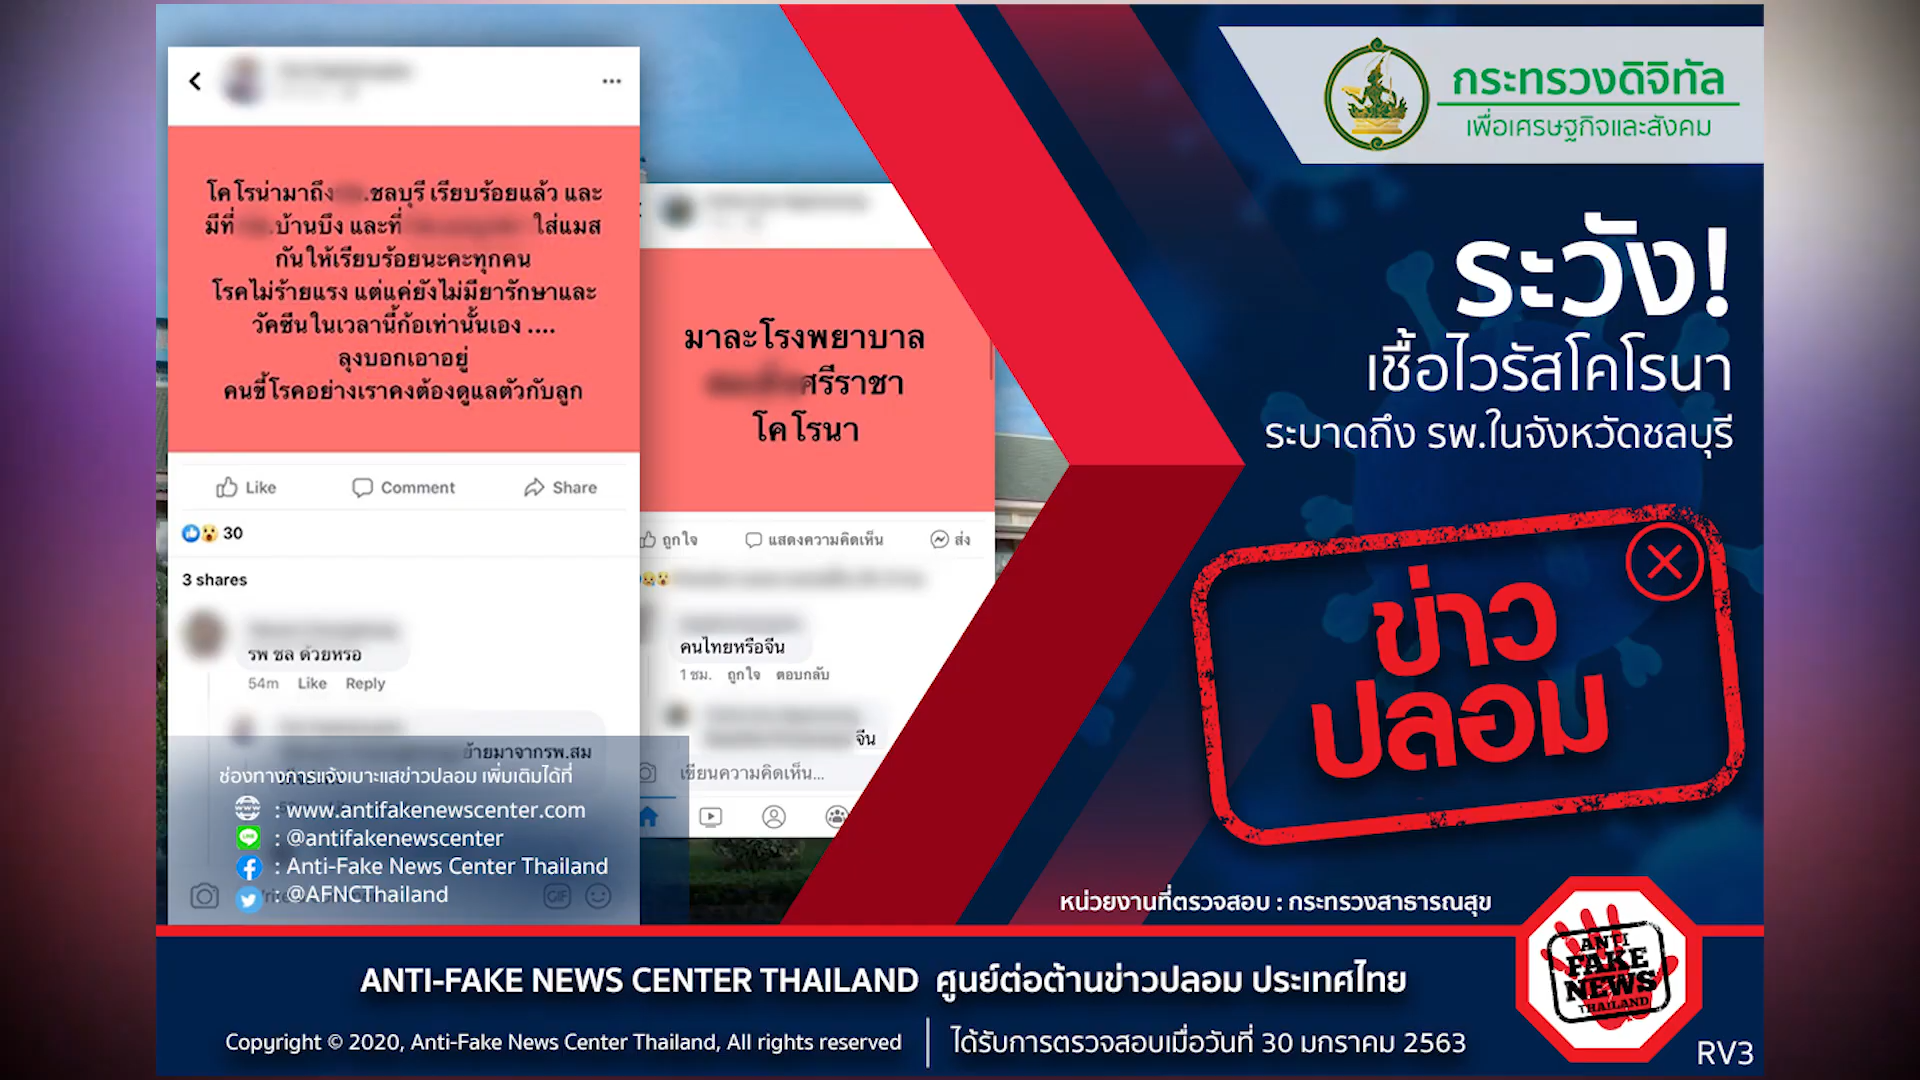 โคโรน่ามาถึง .ชลบุรี เรียบร้อยแล้ว และ
มีที่ .บ้านบึง และที่ ใส่แมส
กันให้เรียบร้อยนะคะทุกคน
โรคไม่ร้ายแรง แต่แค่ยังไม่มียารักษาและ
วัคซีนในเวลานี้ก้อเท่านั้นเอง ....
ลุงบอกเอาอยู่
คนขี้โรคอย่างเราคงต้องดูแลตัวกับลูก
Like Comment Share
30
3 shares
รพ ชล ด้วยหรอ
54m Like Reply
ย้ายมาจากรพ.สม
มาละโรงพยาบาล
ศรีราชา
โคโรนา
ถูกใจ แสดงความคิดเห็น ส่ง
คนไทยหรือจีน
1 ชม. ถูกใจ ตอบกลับ
จีน
เขียนความคิดเห็น...
ช่องทางการแจ้งเบาะแสข่าวปลอม เพิ่มเติมได้ที่
: www.antifakenewscenter.com
: @antifakenewscenter
: Anti-Fake News Center Thailand
: @AFNCThailand
GIF
กระทรวงดิจิทัล
เพื่อเศรษฐกิจและสังคม
ระวัง!
เชื้อไวรัสโคโรนา
ระบาดถึง รพ.ในจังหวัดชลบุรี
ข่าว
ปลอม
หน่วยงานที่ตรวจสอบ : กระทรวงสาธารณสุข
ANTI-FAKE NEWS CENTER THAILAND ศูนย์ต่อต้านข่าวปลอม ประเทศไทย
Copyright © 2020, Anti-Fake News Center Thailand, All rights reserved
ได้รับการตรวจสอบเมื่อวันที่ 30 มกราคม 2563
ANTI
FAKE
NEWS
THAILAND
RV3